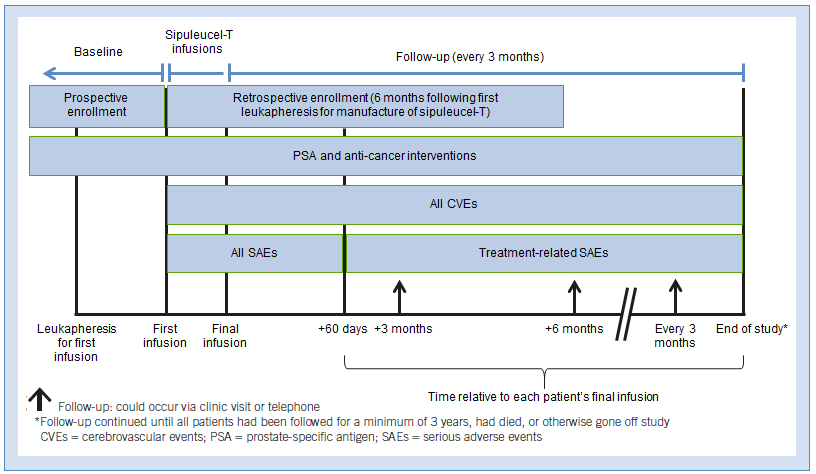 Baseline
Sipuleucel-T
infusions
Follow-up (every 3 months)
Prospective
enrollment
Retrospective enrollment (6 months following first
leukapheresis for manufacture of sipuleucel-T)
PSA and anti-cancer interventions
All CVEs
All SAEs
Treatment-related SAEs
Leukapheresis
for first
infusion
First
infusion
Final
infusion
+60 days
+3 months
+6 months
Every 3
months
End of study*
Time relative to each patient's final infusion
Follow-up: could occur via clinic visit or telephone
*Follow-up continued until all patients had been followed for a minimum of 3 years, had died, or otherwise gone off study
CVEs = cerebrovascular events; PSA = prostate-specific antigen; SAEs = serious adverse events